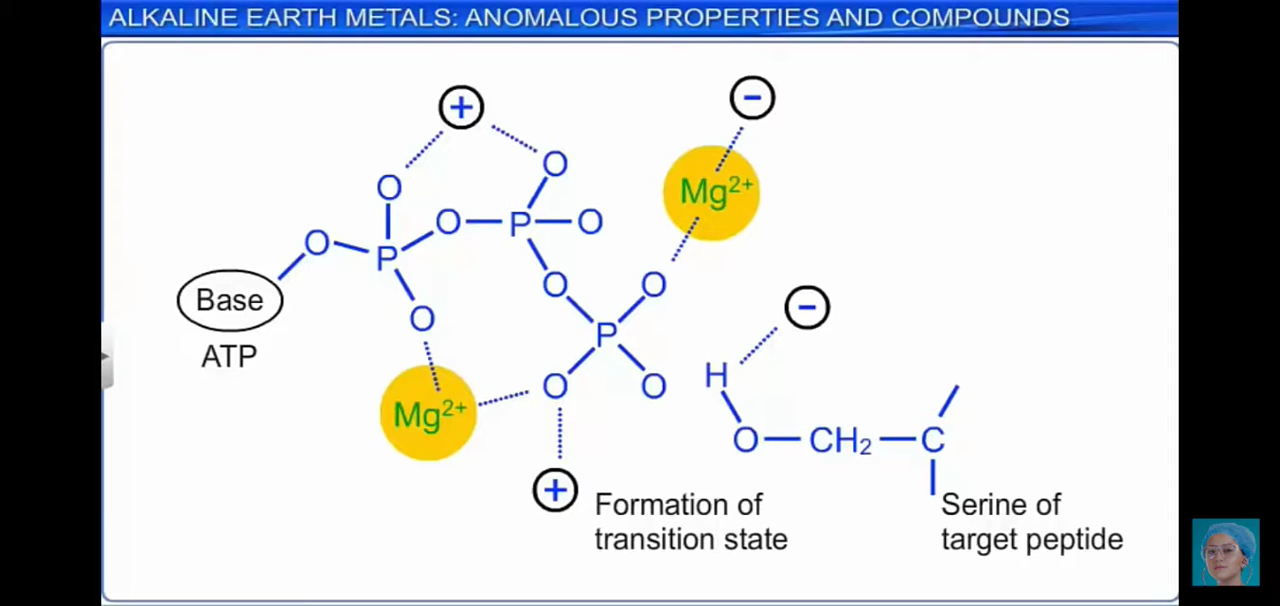 ALKALINE EARTH METALS: ANOMALOUS PROPERTIES AND COMPOUNDS
+
−
O
O
Mg²⁺
O
O
P
O
O
P
Base
O
O
−
ATP
O
P
H
Mg²⁺
O
O
O
CH₂
C
+
Formation of
transition state
Serine of
target peptide